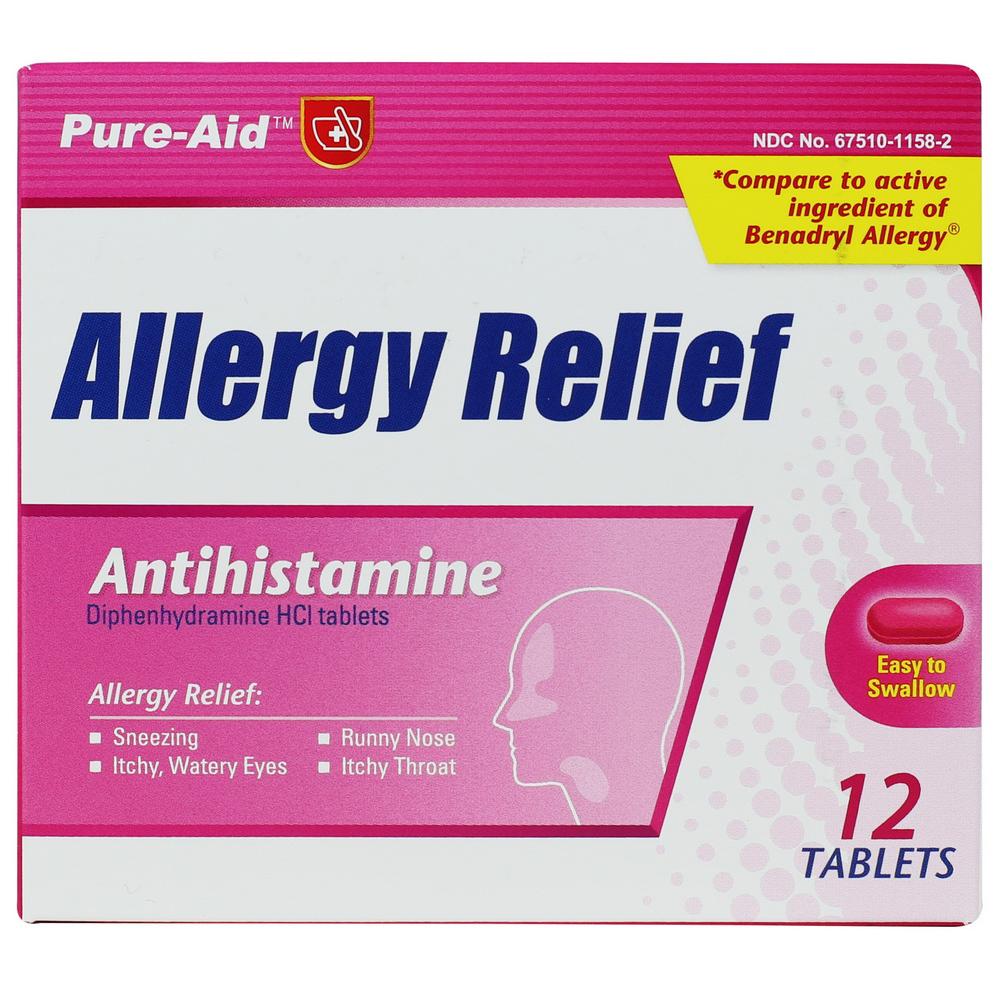 Pure-Aid™
NDC No. 67510-1158-2
*Compare to active
ingredient of
Benadryl Allergy®
Allergy Relief
Antihistamine
Diphenhydramine HCl tablets
Allergy Relief:
■ Sneezing ■ Runny Nose
■ Itchy, Watery Eyes ■ Itchy Throat
Easy to
Swallow
12
TABLETS